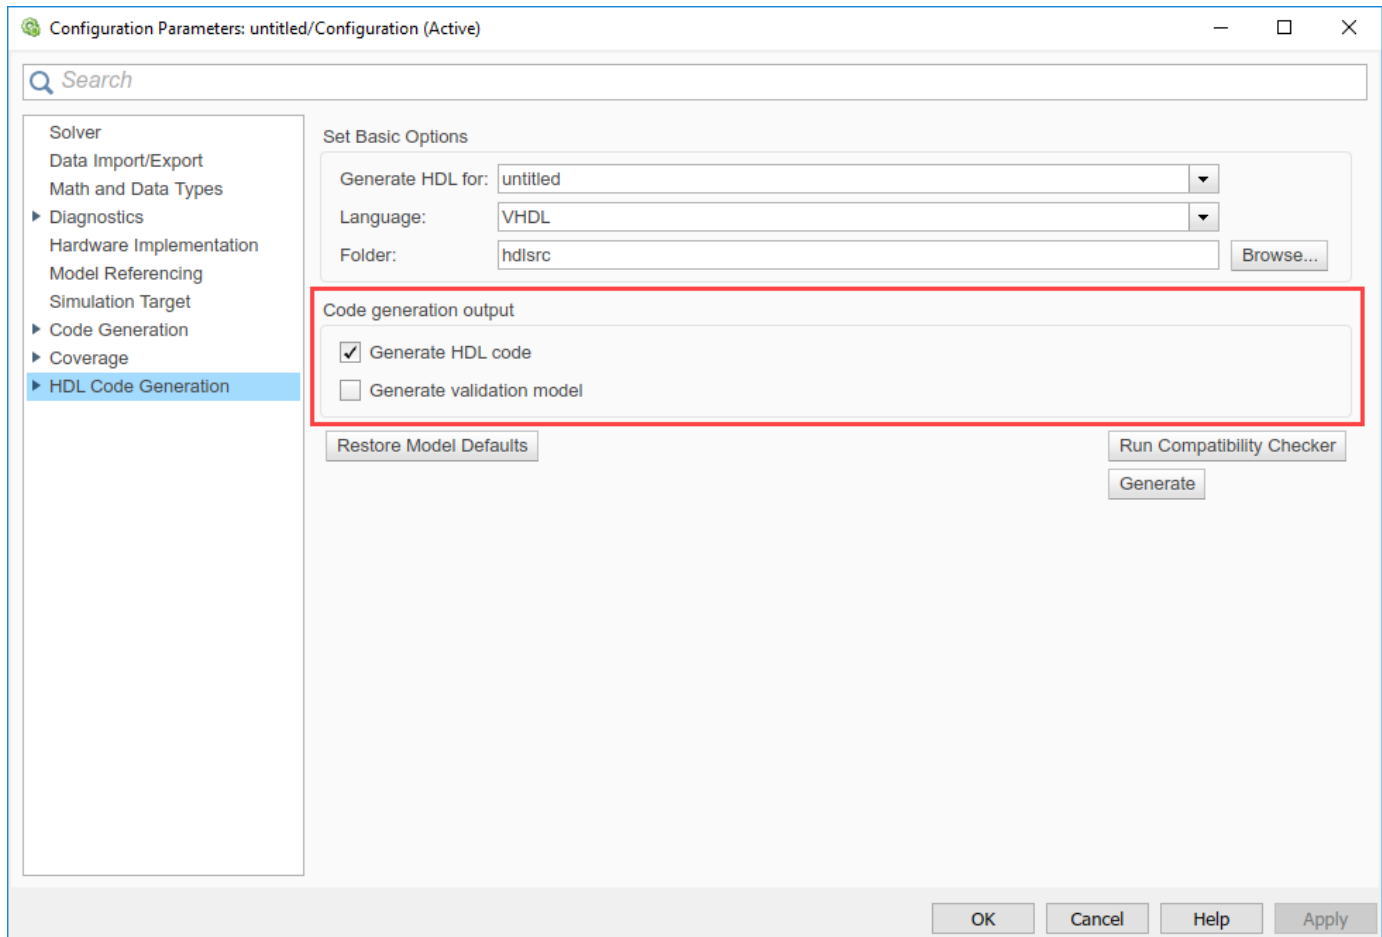 Configuration Parameters: untitled/Configuration (Active)
Search
Solver
Data Import/Export
Math and Data Types
Diagnostics
Hardware Implementation
Model Referencing
Simulation Target
Code Generation
Coverage
HDL Code Generation
Set Basic Options
Generate HDL for: untitled
Language: VHDL
Folder: hdlsrc Browse...
Code generation output
Generate HDL code
Generate validation model
Restore Model Defaults Run Compatibility Checker
Generate
OK Cancel Help Apply